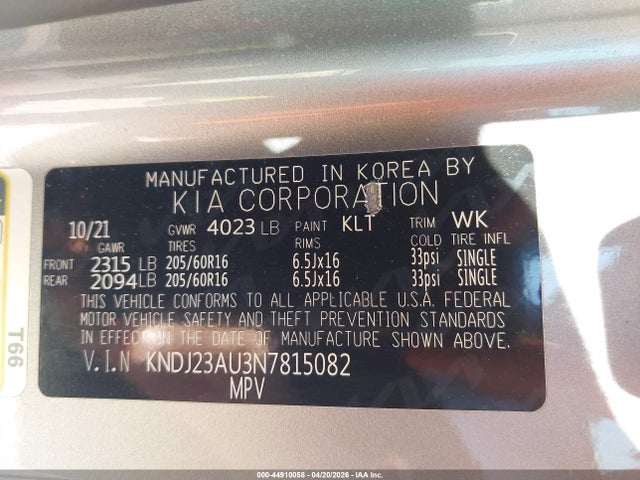 MANUFACTURED IN KOREA BY
KIA CORPORATION
10/21 GVWR 4023 LB PAINT KLT TRIM WK
GAWR TIRES RIMS COLD TIRE INFL
FRONT 2315 LB 205/60R16 6.5Jx16 33psi SINGLE
REAR 2094 LB 205/60R16 6.5Jx16 33psi SINGLE
THIS VEHICLE CONFORMS TO ALL APPLICABLE U.S.A. FEDERAL
MOTOR VEHICLE SAFETY AND THEFT PREVENTION STANDARDS
IN EFFECT ON THE DATE OF MANUFACTURE SHOWN ABOVE.
V.I.N KNDJ23AU3N7815082
MPV
T66
000-44910058 - 04/20/2026 - IAA Inc.